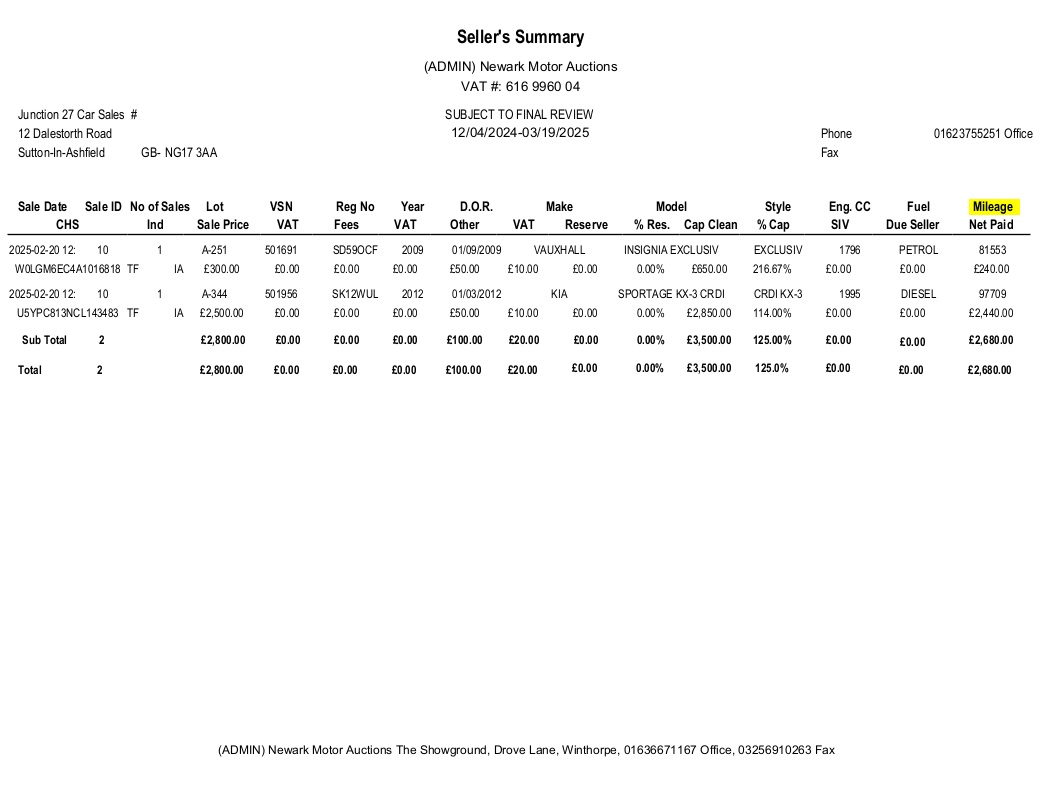 Seller's Summary
(ADMIN) Newark Motor Auctions
VAT #: 616 9960 04
Junction 27 Car Sales # SUBJECT TO FINAL REVIEW
12 Dalestorth Road 12/04/2024-03/19/2025 Phone 01623755251 Office
Sutton-In-Ashfield GB- NG17 3AA Fax
Sale Date Sale ID No of Sales Lot VSN Reg No Year D.O.R. Make Model Style Eng. CC Fuel Mileage
CHS Ind Sale Price VAT Fees VAT Other VAT Reserve % Res. Cap Clean % Cap SIV Due Seller Net Paid
2025-02-20 12: 10 1 A-251 501691 SD59OCF 2009 01/09/2009 VAUXHALL INSIGNIA EXCLUSIV EXCLUSIV 1796 PETROL 81553
W0LGM6EC4A1016818 TF IA £300.00 £0.00 £0.00 £0.00 £50.00 £10.00 £0.00 0.00% £650.00 216.67% £0.00 £0.00 £240.00
2025-02-20 12: 10 1 A-344 501956 SK12WUL 2012 01/03/2012 KIA SPORTAGE KX-3 CRDI CRDI KX-3 1995 DIESEL 97709
U5YPC813NCL143483 TF IA £2,500.00 £0.00 £0.00 £0.00 £50.00 £10.00 £0.00 0.00% £2,850.00 114.00% £0.00 £0.00 £2,440.00
Sub Total 2 £2,800.00 £0.00 £0.00 £0.00 £100.00 £20.00 £0.00 0.00% £3,500.00 125.00% £0.00 £0.00 £2,680.00
Total 2 £2,800.00 £0.00 £0.00 £0.00 £100.00 £20.00 £0.00 0.00% £3,500.00 125.0% £0.00 £0.00 £2,680.00
(ADMIN) Newark Motor Auctions The Showground, Drove Lane, Winthorpe, 01636671167 Office, 03256910263 Fax